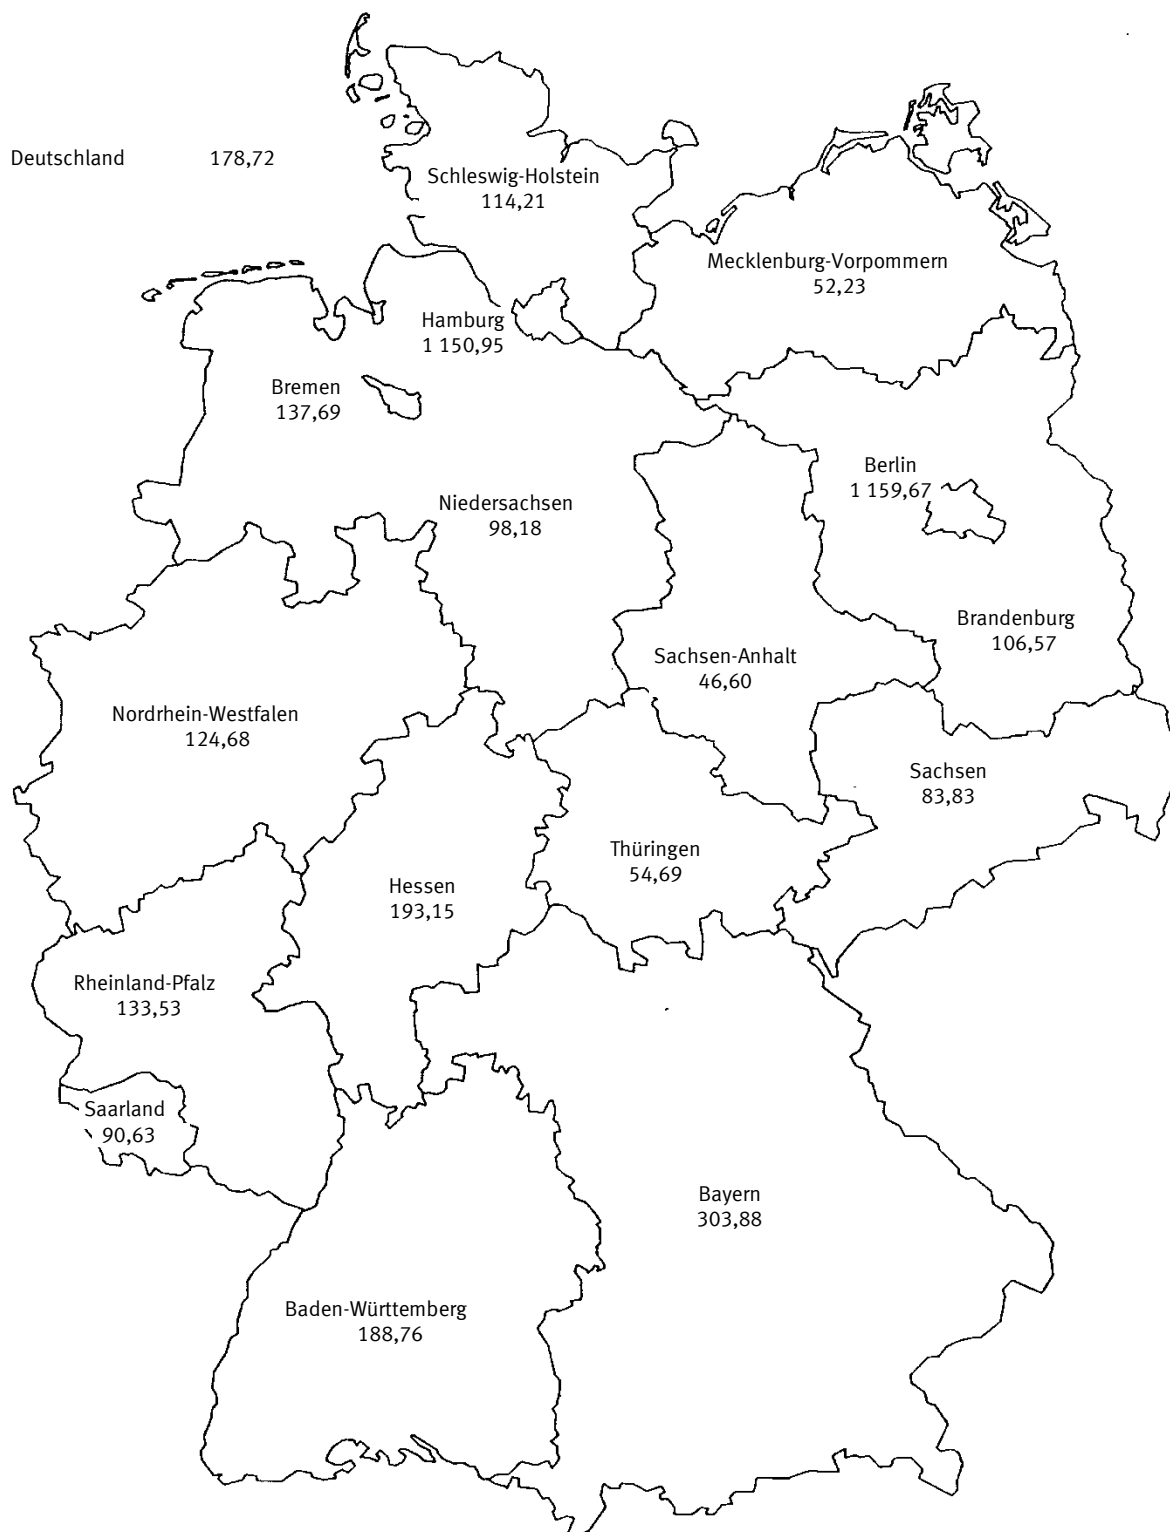 Deutschland 178,72
Schleswig-Holstein
114,21
Mecklenburg-Vorpommern
52,23
Hamburg
1 150,95
Bremen
137,69
Berlin
1 159,67
Niedersachsen
98,18
Brandenburg
106,57
Sachsen-Anhalt
46,60
Nordrhein-Westfalen
124,68
Sachsen
83,83
Thüringen
54,69
Hessen
193,15
Rheinland-Pfalz
133,53
Saarland
90,63
Bayern
303,88
Baden-Württemberg
188,76